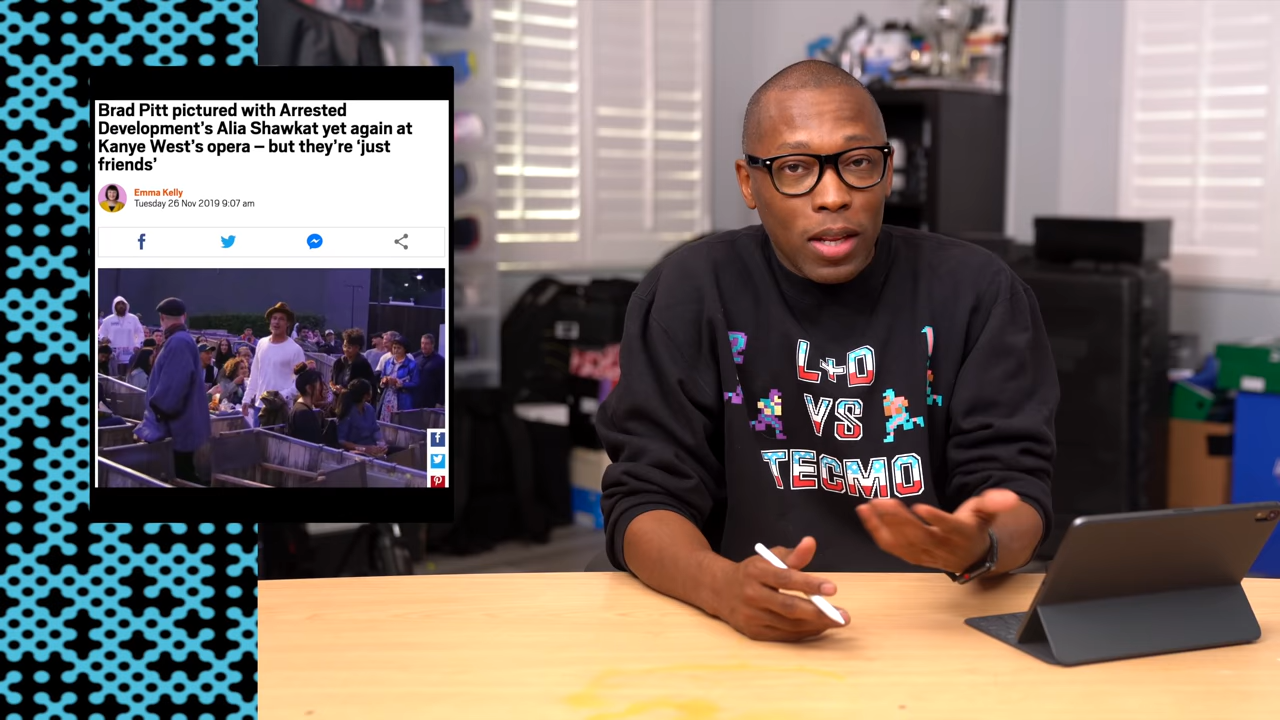 Brad Pitt pictured with Arrested
Development's Alia Shawkat yet again at
Kanye West's opera – but they're 'just
friends'
Emma Kelly
Tuesday 26 Nov 2019 9:07 am
L+D
VS
TECMO